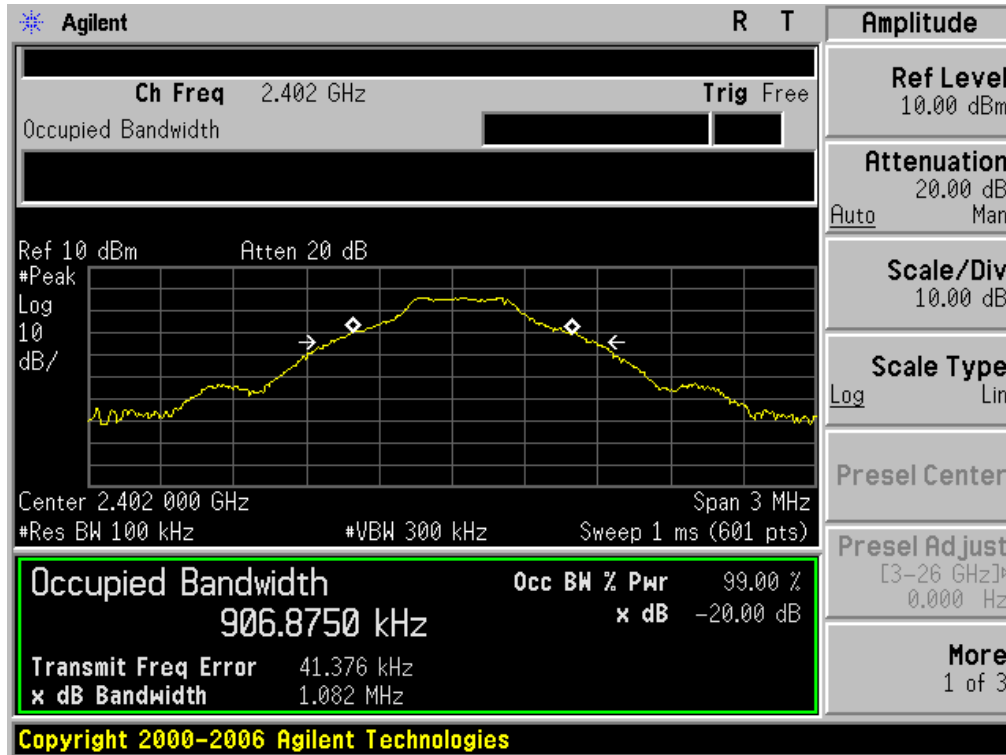 Agilent R T
Ch Freq 2.402 GHz Trig Free
Occupied Bandwidth
Ref 10 dBm Atten 20 dB
#Peak
Log
10
dB/
Center 2.402 000 GHz Span 3 MHz
#Res BW 100 kHz #VBW 300 kHz Sweep 1 ms (601 pts)
Occupied Bandwidth
906.8750 kHz
Occ BW % Pwr 99.00 %
x dB -20.00 dB
Transmit Freq Error 41.376 kHz
x dB Bandwidth 1.082 MHz
Copyright 2000-2006 Agilent Technologies
Amplitude
Ref Level
10.00 dBm
Attenuation
20.00 dB
Auto Man
Scale/Div
10.00 dB
Scale Type
Log Lin
Presel Center
Presel Adjust
[3-26 GHz]
0.000 Hz
More
1 of 3